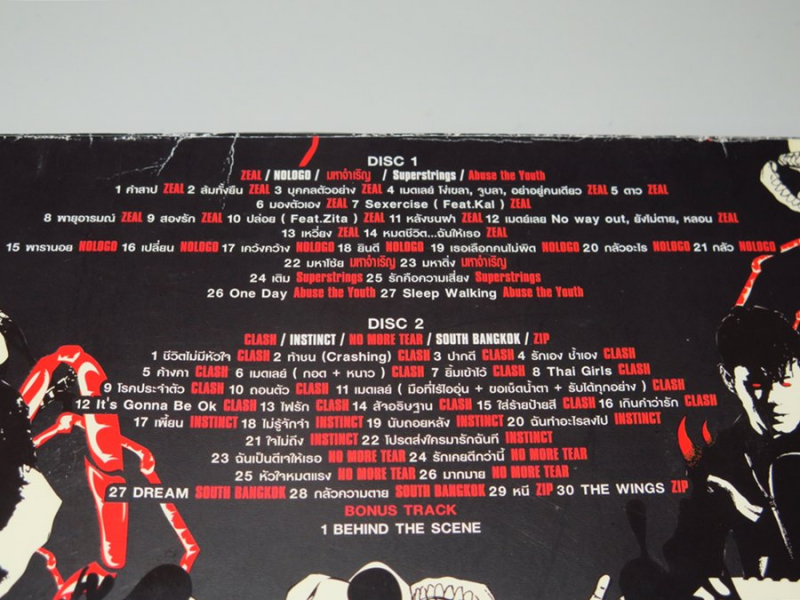 DISC 1
ZEAL / NOLOGO / มหาจำเริญ / Superstrings / Abuse the Youth
1 คำสาป ZEAL 2 ล้มทั้งยืน ZEAL 3 บุคคลตัวอย่าง ZEAL 4 เมดเลย์ โง่เขลา, จูบลา, อย่าอยู่คนเดียว ZEAL 5 ดาว ZEAL
6 มองตัวเอง ZEAL 7 Sexercise ( Feat.Kal ) ZEAL
8 พายุอารมณ์ ZEAL 9 สองรัก ZEAL 10 ปล่อย ( Feat.Zita ) ZEAL 11 หลังชนฝา ZEAL 12 เมดเลย์ No way out, ยังไม่ตาย, หลอน ZEAL
13 เหวี่ยง ZEAL 14 หมดชีวิต...ฉันให้เธอ ZEAL
15 พารานอย NOLOGO 16 เปลี่ยน NOLOGO 17 เคว้งคว้าง NOLOGO 18 ยินดี NOLOGO 19 เธอเลือกคนไม่ผิด NOLOGO 20 กลัวอะไร NOLOGO 21 กลัว NOLOGO
22 มหาโชย มหาจำเริญ 23 มหาดิ่ง มหาจำเริญ
24 เติม Superstrings 25 รักคือความเสี่ยง Superstrings
26 One Day Abuse the Youth 27 Sleep Walking Abuse the Youth
DISC 2
CLASH / INSTINCT / NO MORE TEAR / SOUTH BANGKOK / ZIP
1 ชีวิตไม่มีหัวใจ CLASH 2 ท้าชน (Crashing) CLASH 3 ปากดี CLASH 4 รักเอง ช้ำเอง CLASH
5 ค้างคา CLASH 6 เมดเลย์ ( กอด + หนาว ) CLASH 7 ยิ้มเข้าไว้ CLASH 8 Thai Girls CLASH
9 โรคประจำตัว CLASH 10 ถอนตัว CLASH 11 เมดเลย์ ( มือที่ไร้ไออุ่น + ขอเช็ดน้ำตา + รับได้ทุกอย่าง ) CLASH
12 It's Gonna Be Ok CLASH 13 ไฟรัก CLASH 14 สัจอธิษฐาน CLASH 15 ใส่ร้ายป้ายสี CLASH 16 เกินคำว่ารัก CLASH
17 เพี้ยน INSTINCT 18 ไม่รู้จักจำ INSTINCT 19 นับถอยหลัง INSTINCT 20 ฉันทำอะไรลงไป INSTINCT
21 ใจไม่ถึง INSTINCT 22 โปรดส่งใครมารักฉันที INSTINCT
23 ฉันเป็นดีเจให้เธอ NO MORE TEAR 24 รักเคยดีกว่านี้ NO MORE TEAR
25 หัวใจหมดแรง NO MORE TEAR 26 มากมาย NO MORE TEAR
27 DREAM SOUTH BANGKOK 28 กลัวความตาย SOUTH BANGKOK 29 หนี ZIP 30 THE WINGS ZIP
BONUS TRACK
1 BEHIND THE SCENE